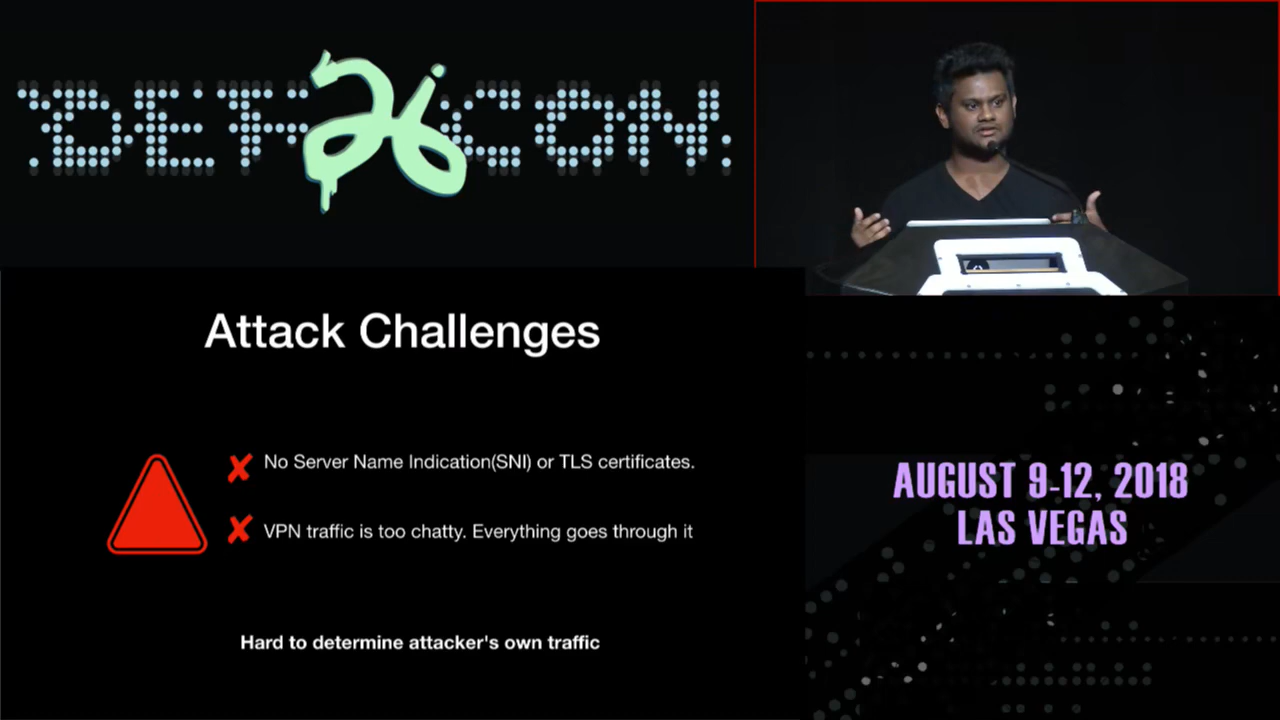 DEF 26 CON
Attack Challenges
No Server Name Indication(SNI) or TLS certificates.
VPN traffic is too chatty. Everything goes through it
Hard to determine attacker's own traffic
AUGUST 9-12, 2018
LAS VEGAS